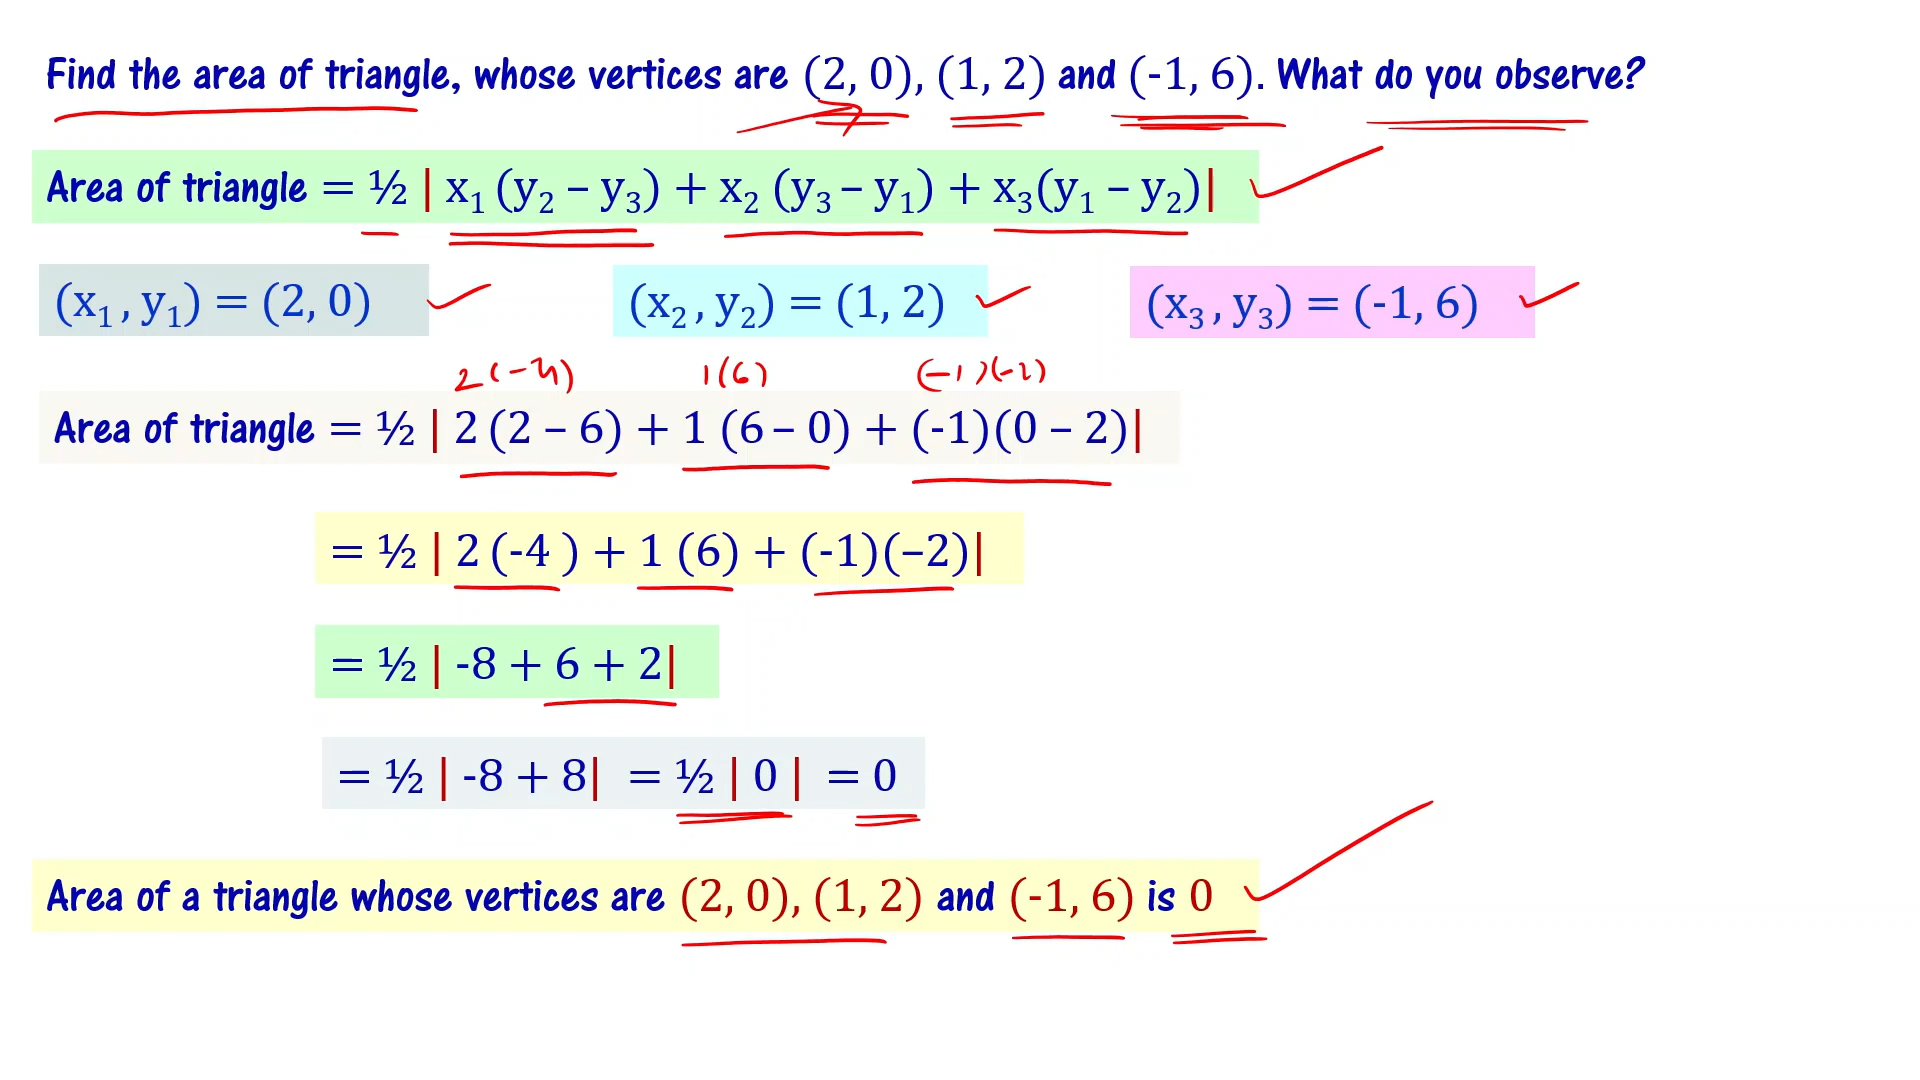 Find the area of triangle, whose vertices are (2, 0), (1, 2) and (-1, 6). What do you observe?
Area of triangle = ½ | x₁ (y₂ – y₃) + x₂ (y₃ – y₁) + x₃(y₁ – y₂)|
(x₁ , y₁) = (2, 0)
(x₂ , y₂) = (1, 2)
(x₃ , y₃) = (-1, 6)
2(-4) 1(6) (-1)(-2)
Area of triangle = ½ | 2 (2 – 6) + 1 (6 – 0) + (-1)(0 – 2)|
= ½ | 2 (-4 ) + 1 (6) + (-1)(–2)|
= ½ | -8 + 6 + 2|
= ½ | -8 + 8| = ½ | 0 | = 0
Area of a triangle whose vertices are (2, 0), (1, 2) and (-1, 6) is 0